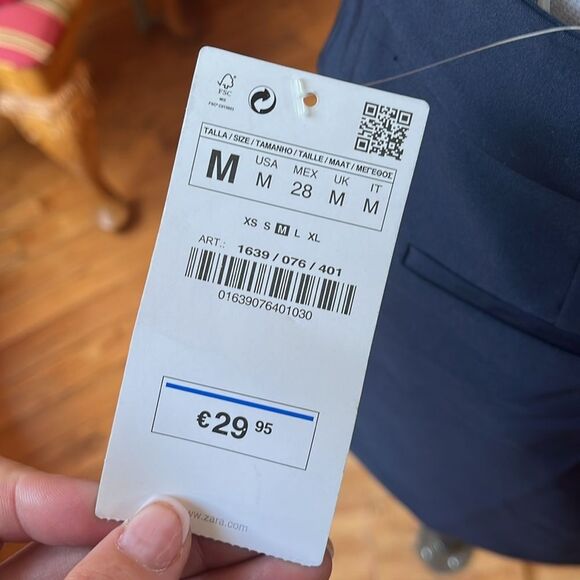 FSC
TALLA / SIZE / TAMANHO / TAILLE / MAAT / ΜΕΓΕΘΟΣ
M USA MEX UK IT
M 28 M M
XS S M L XL
ART.: 1639 / 076 / 401
01639076401030
€29 95
www.zara.com